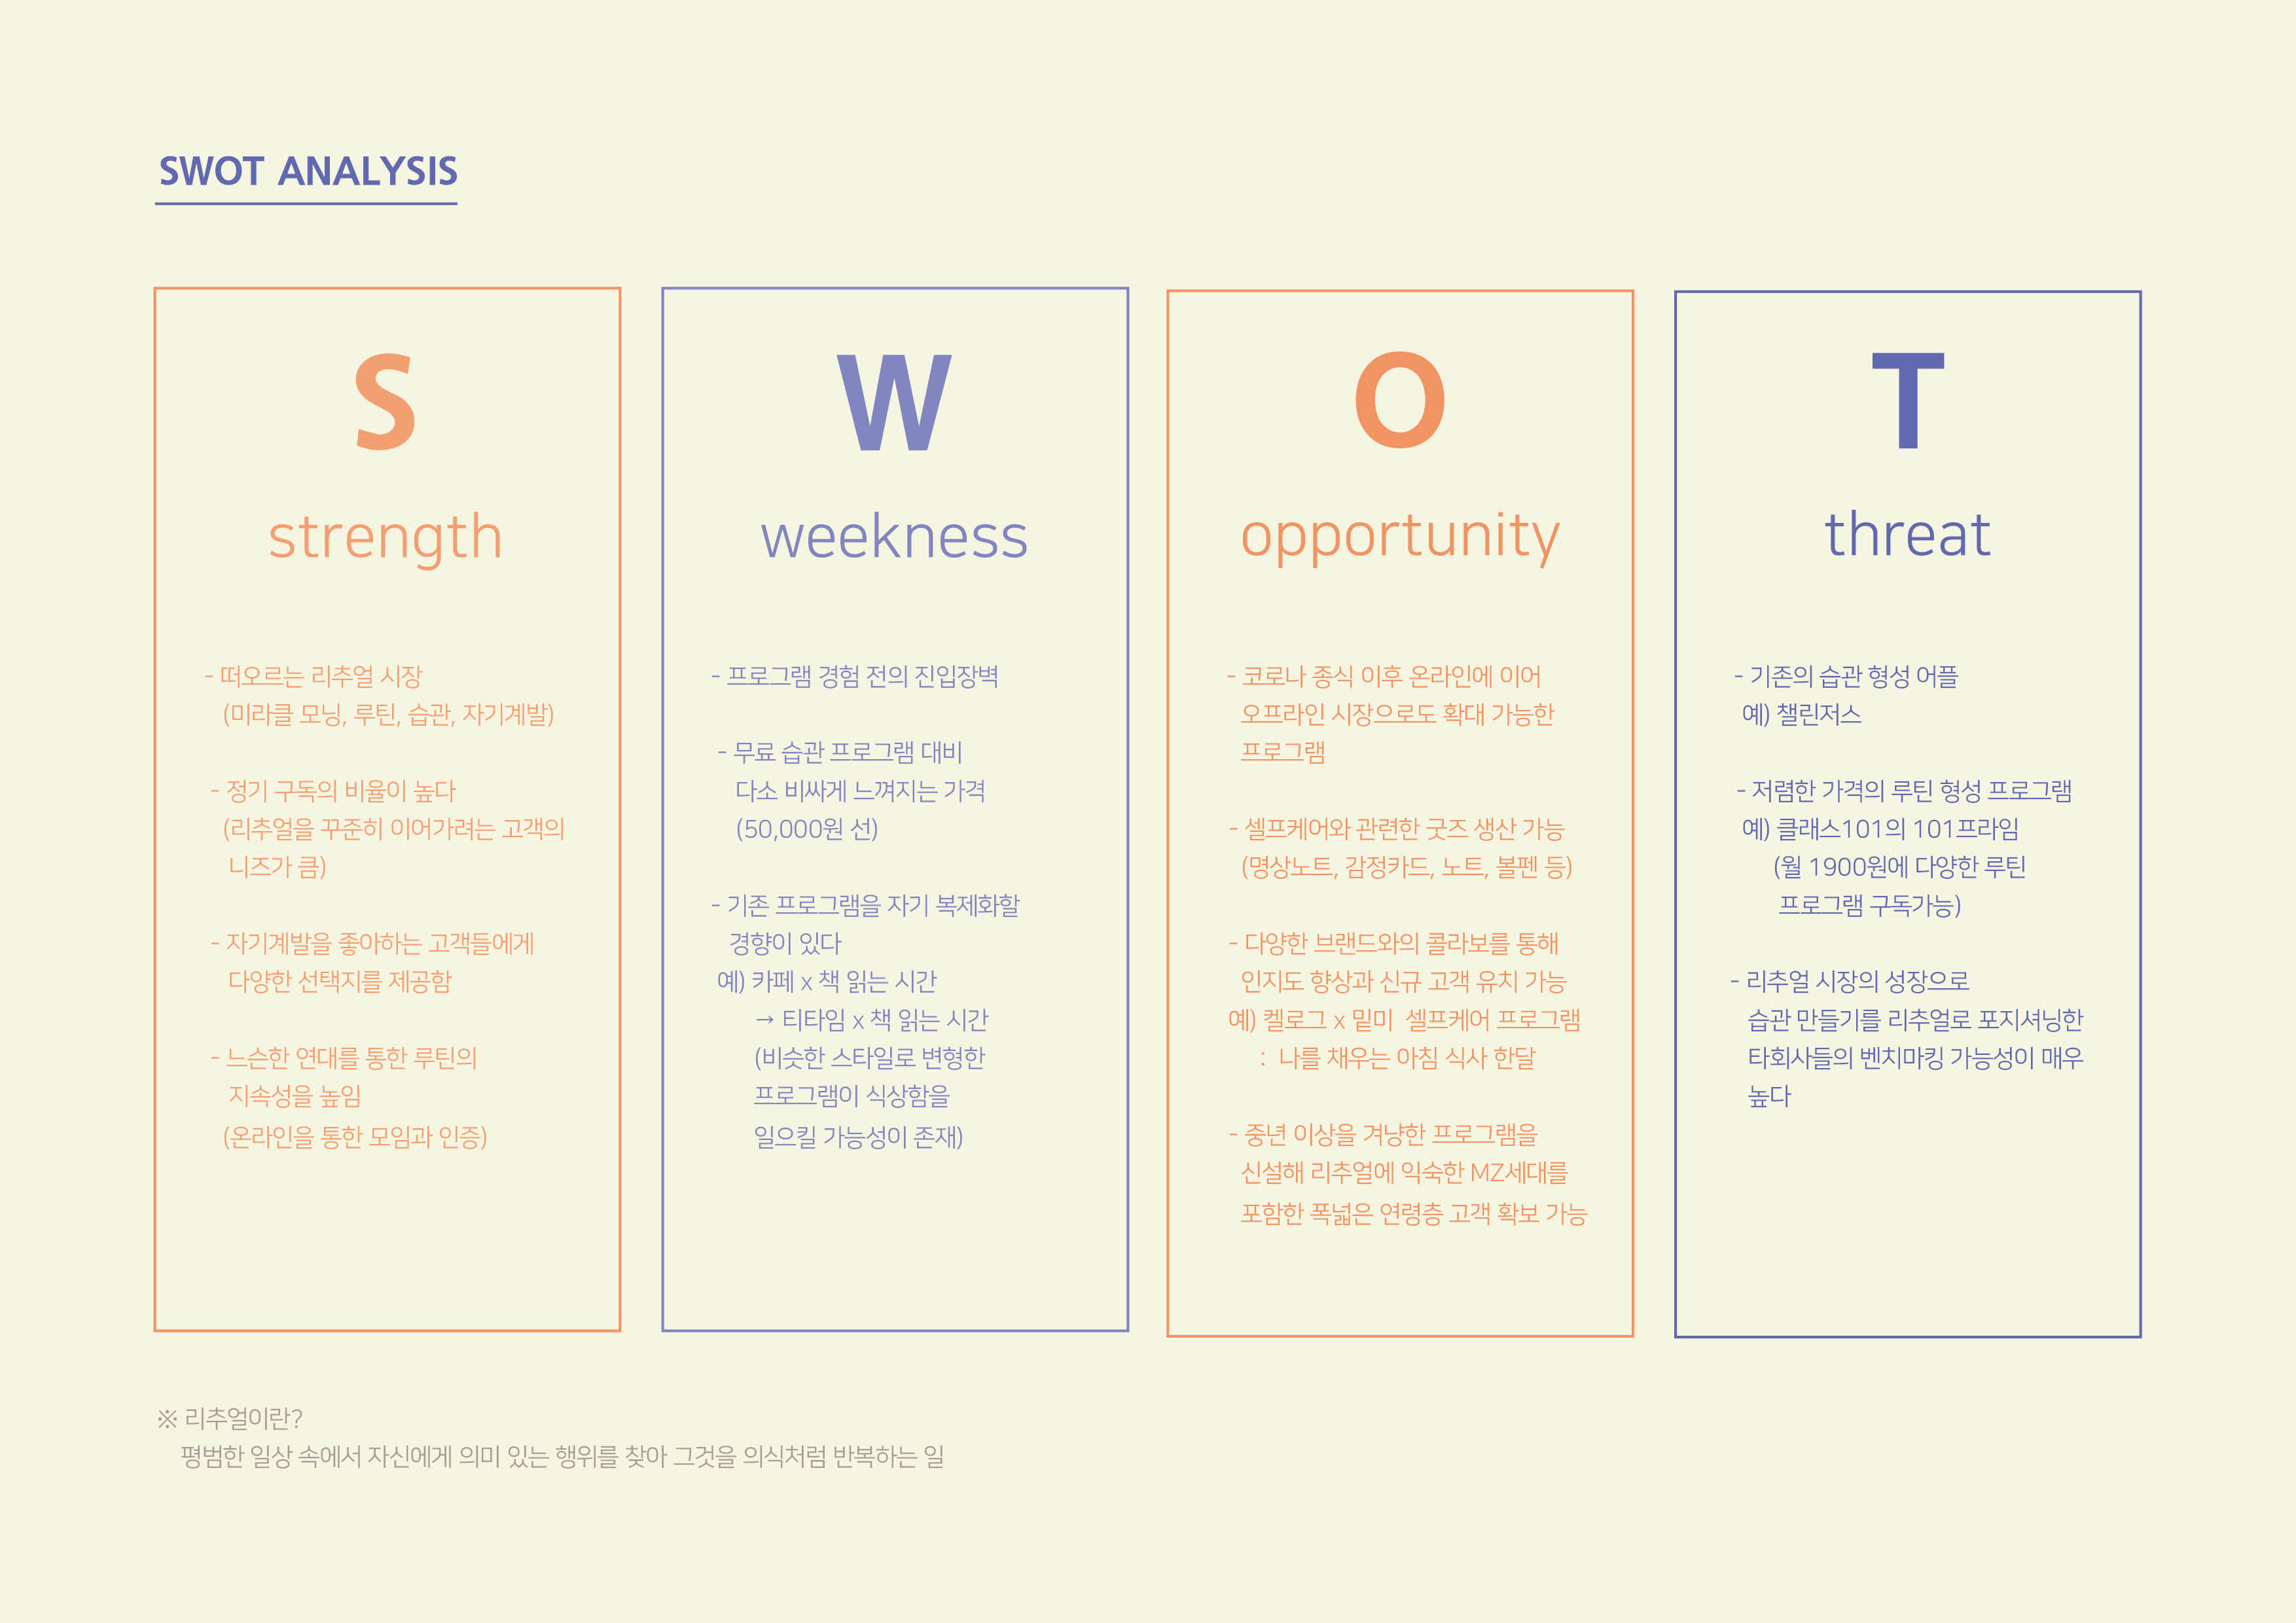 SWOT ANALYSIS
S
strength
- 떠오르는 리추얼 시장
(미라클 모닝, 루틴, 습관, 자기계발)
- 정기 구독의 비율이 높다
(리추얼을 꾸준히 이어가려는 고객의
니즈가 큼)
- 자기계발을 좋아하는 고객들에게
다양한 선택지를 제공함
- 느슨한 연대를 통한 루틴의
지속성을 높임
(온라인을 통한 모임과 인증)
W
weekness
- 프로그램 경험 전의 진입장벽
- 무료 습관 프로그램 대비
다소 비싸게 느껴지는 가격
(50,000원 선)
- 기존 프로그램을 자기 복제화할
경향이 있다
예) 카페 x 책 읽는 시간
→ 티타임 x 책 읽는 시간
(비슷한 스타일로 변형한
프로그램이 식상함을
일으킬 가능성이 존재)
O
opportunity
- 코로나 종식 이후 온라인에 이어
오프라인 시장으로도 확대 가능한
프로그램
- 셀프케어와 관련한 굿즈 생산 가능
(명상노트, 감정카드, 노트, 볼펜 등)
- 다양한 브랜드와의 콜라보를 통해
인지도 향상과 신규 고객 유치 가능
예) 켈로그 x 밑미 셀프케어 프로그램
: 나를 채우는 아침 식사 한달
- 중년 이상을 겨냥한 프로그램을
신설해 리추얼에 익숙한 MZ세대를
포함한 폭넓은 연령층 고객 확보 가능
T
threat
- 기존의 습관 형성 어플
예) 챌린저스
- 저렴한 가격의 루틴 형성 프로그램
예) 클래스101의 101프라임
(월 1900원에 다양한 루틴
프로그램 구독가능)
- 리추얼 시장의 성장으로
습관 만들기를 리추얼로 포지셔닝한
타회사들의 벤치마킹 가능성이 매우
높다
※ 리추얼이란?
평범한 일상 속에서 자신에게 의미 있는 행위를 찾아 그것을 의식처럼 반복하는 일